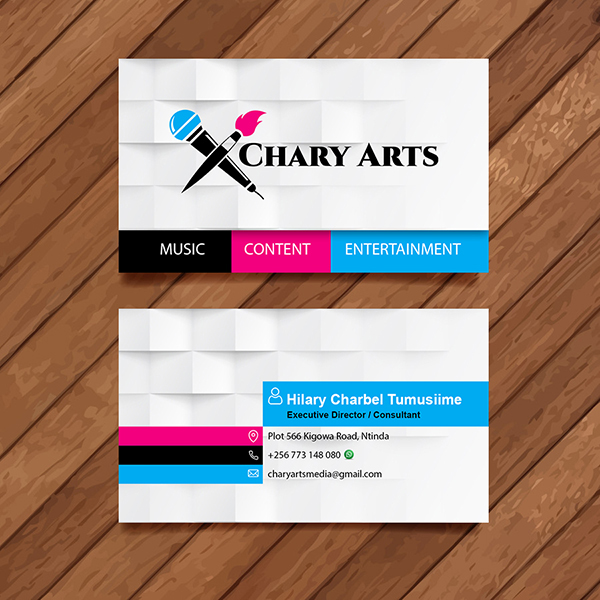 CHARY ARTS
MUSIC CONTENT ENTERTAINMENT
Hilary Charbel Tumusiime
Executive Director / Consultant
Plot 566 Kigowa Road, Ntinda
+256 773 148 080
charyartsmedia@gmail.com